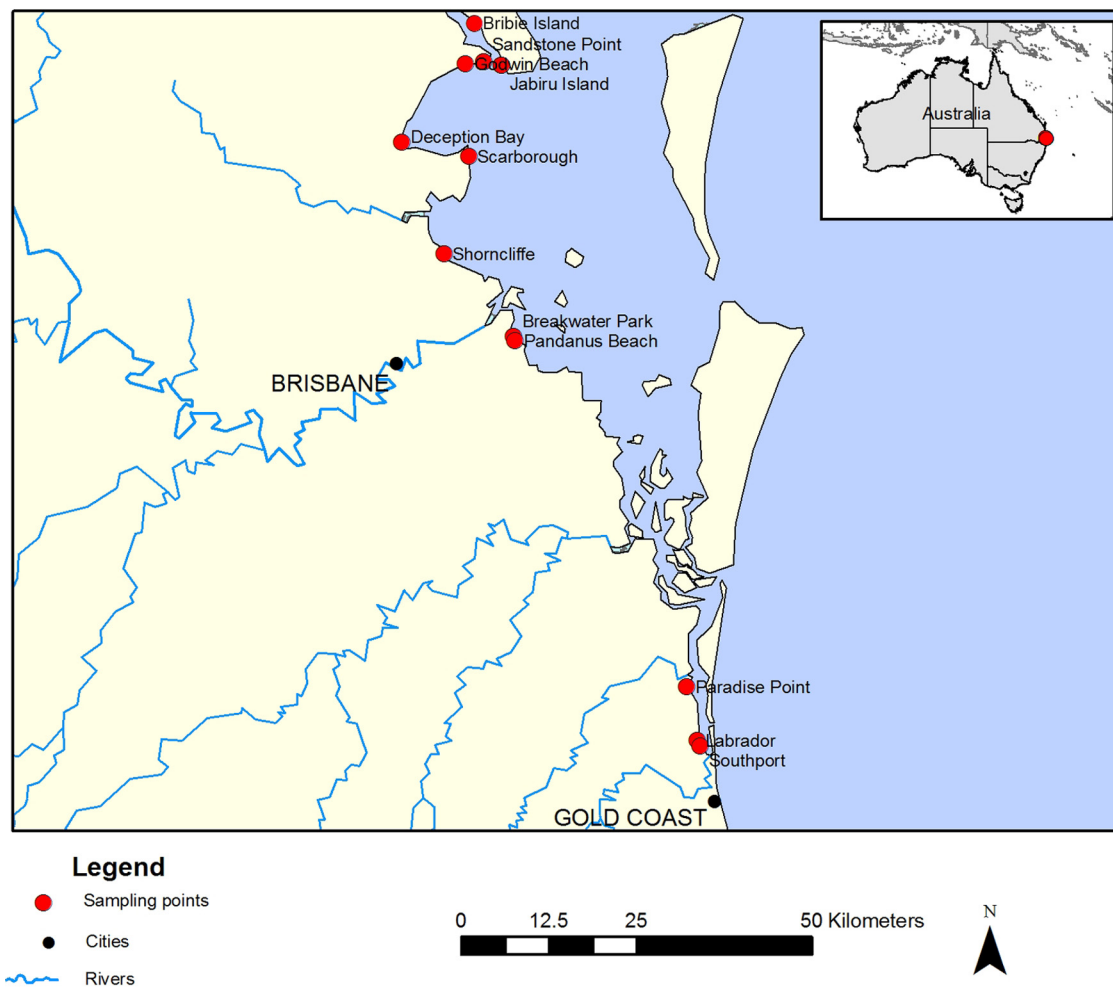 Bribie Island
Sandstone Point
Godwin Beach
Jabiru Island
Australia
Deception Bay
Scarborough
Shorncliffe
Breakwater Park
Pandanus Beach
BRISBANE
Paradise Point
Labrador
Southport
GOLD COAST
Legend
Sampling points
Cities
Rivers
0 12.5 25 50 Kilometers
N